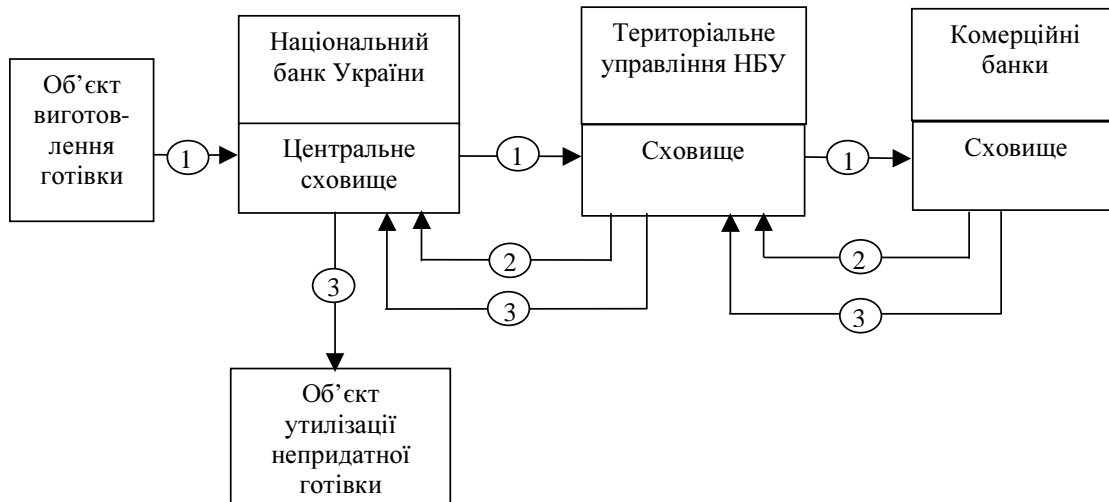 Об’єкт
виготов-
лення
готівки
1
Національний
банк України
Центральне
сховище
1
Територіальне
управління НБУ
Сховище
1
Комерційні
банки
Сховище
2
3
2
3
3
Об’єкт
утилізації
непридатної
готівки